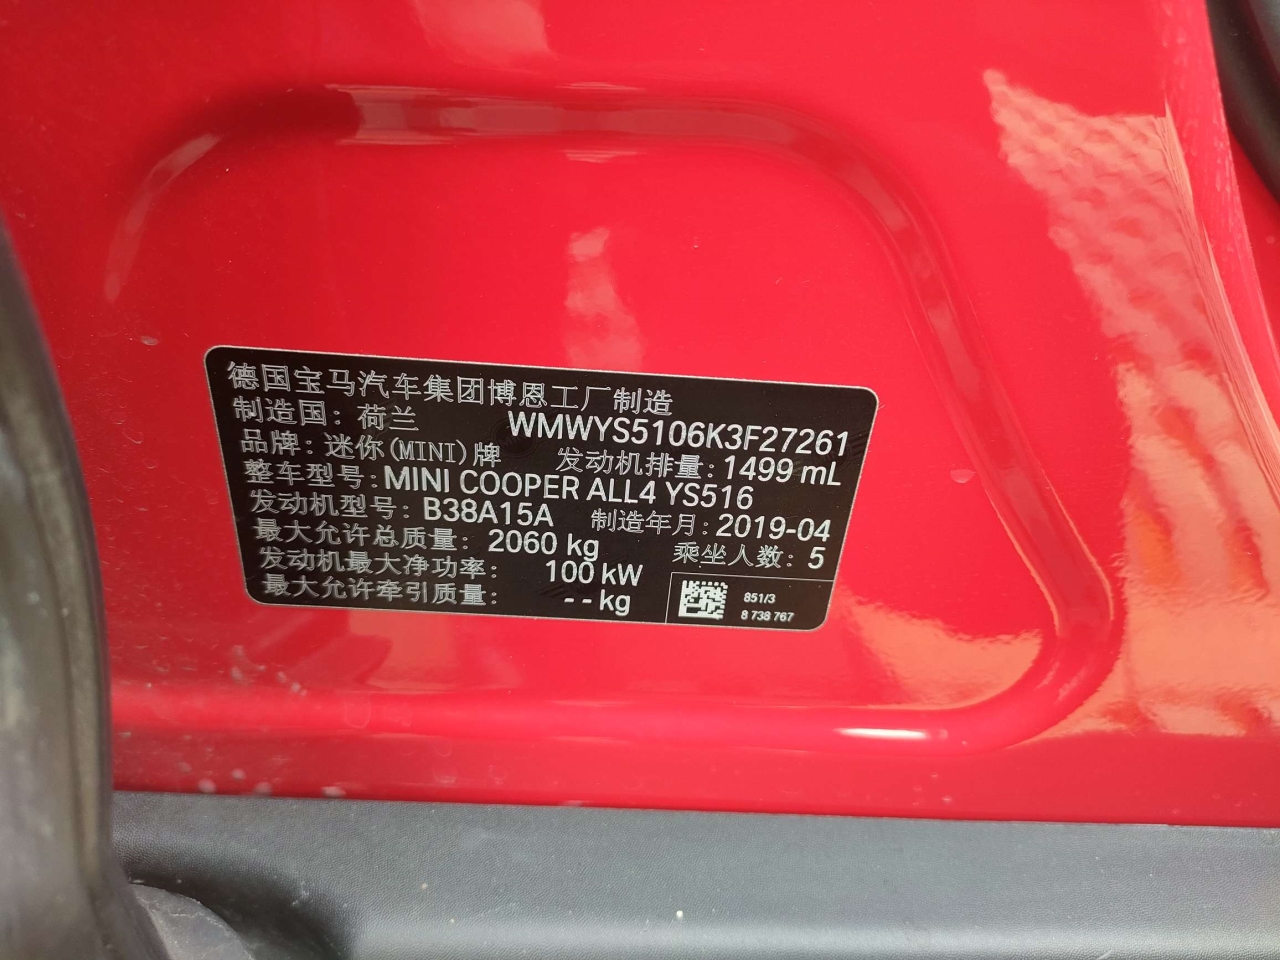 德国宝马汽车集团博恩工厂制造
制造国: 荷兰 WMWYS5106K3F27261
品牌: 迷你(MINI)牌 发动机排量: 1499 mL
整车型号: MINI COOPER ALL4 YS516
发动机型号: B38A15A 制造年月: 2019-04
最大允许总质量: 2060 kg 乘坐人数: 5
发动机最大净功率: 100 kW
最大允许牵引质量: -- kg
851/3
8 738 767